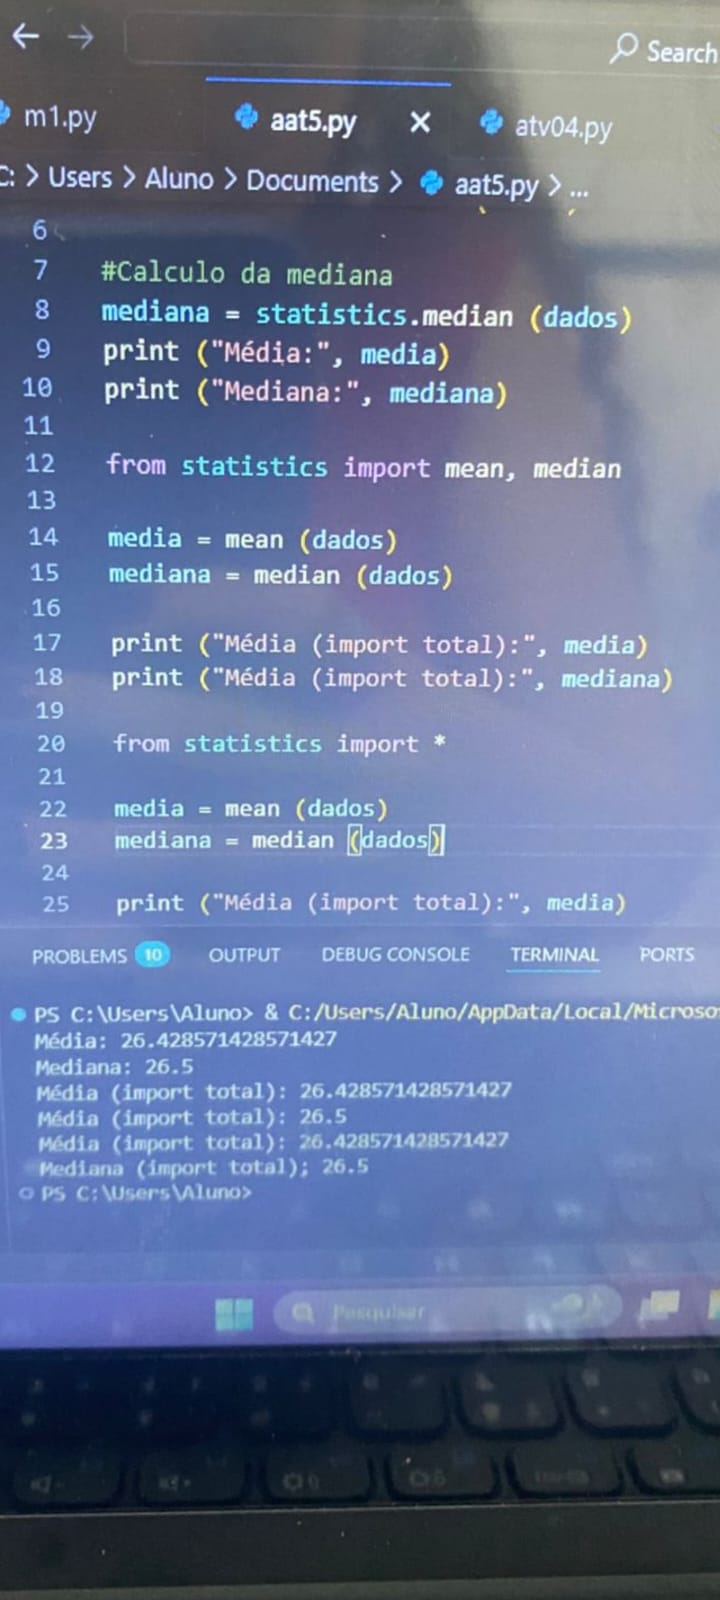 ← → Search
m1.py aat5.py × atv04.py
C: > Users > Aluno > Documents > aat5.py > ...
6
7 #Calculo da mediana
8 mediana = statistics.median (dados)
9 print ("Média:", media)
10 print ("Mediana:", mediana)
11
12 from statistics import mean, median
13
14 media = mean (dados)
15 mediana = median (dados)
16
17 print ("Média (import total):", media)
18 print ("Média (import total):", mediana)
19
20 from statistics import *
21
22 media = mean (dados)
23 mediana = median (dados)
24
25 print ("Média (import total):", media)
PROBLEMS 10 OUTPUT DEBUG CONSOLE TERMINAL PORTS
PS C:\Users\Aluno> & C:/Users/Aluno/AppData/Local/Microso
Média: 26.428571428571427
Mediana: 26.5
Média (import total): 26.428571428571427
Média (import total): 26.5
Média (import total): 26.428571428571427
Mediana (import total); 26.5
PS C:\Users\Aluno>
Pesquisar